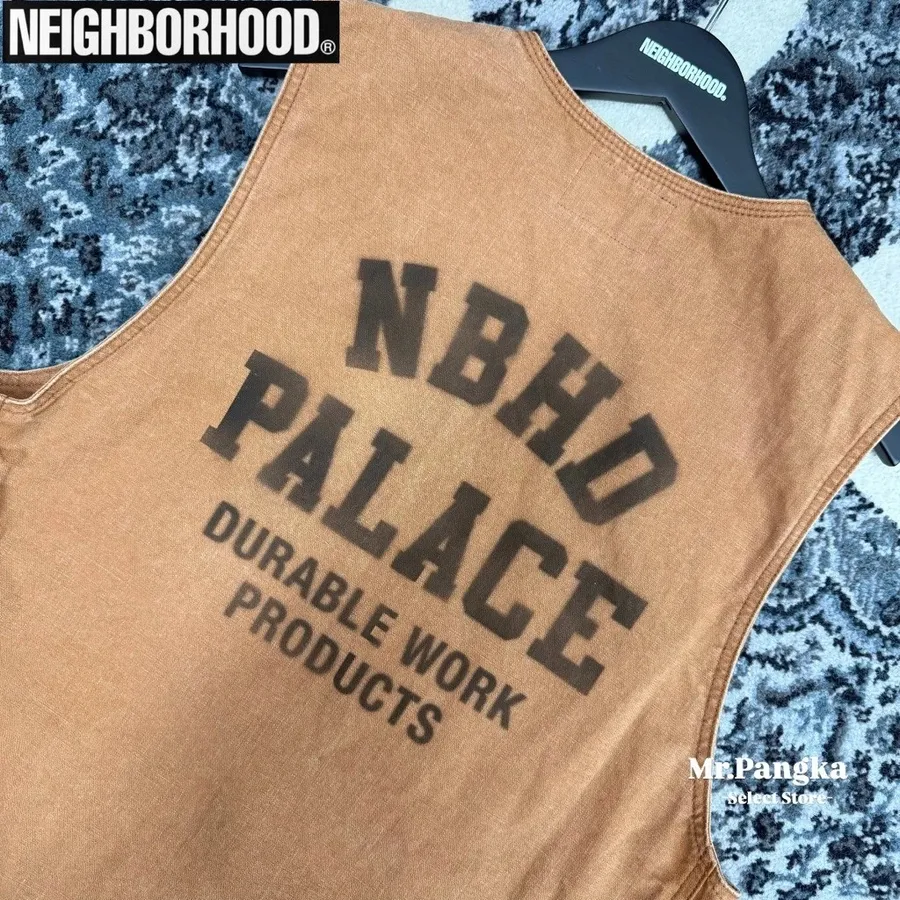 NEIGHBORHOOD®
NEIGHBORHOOD®
NBHD
PALACE
DURABLE WORK
PRODUCTS
Mr.Pangka
Select Store-